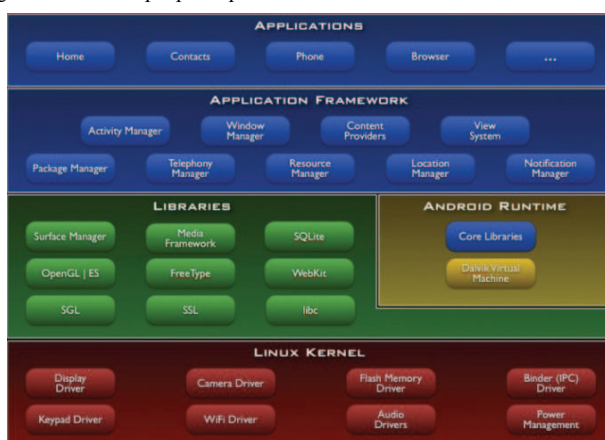 APPLICATIONS
Home
Contacts
Phone
Browser
...
APPLICATION FRAMEWORK
Activity Manager
Window
Manager
Content
Providers
View
System
Package Manager
Telephony
Manager
Resource
Manager
Location
Manager
Notification
Manager
LIBRARIES
Surface Manager
Media
Framework
SQLite
OpenGL | ES
FreeType
WebKit
SGL
SSL
libc
ANDROID RUNTIME
Core Libraries
Dalvik Virtual
Machine
LINUX KERNEL
Display
Driver
Camera Driver
Flash Memory
Driver
Binder (IPC)
Driver
Keypad Driver
WiFi Driver
Audio
Drivers
Power
Management